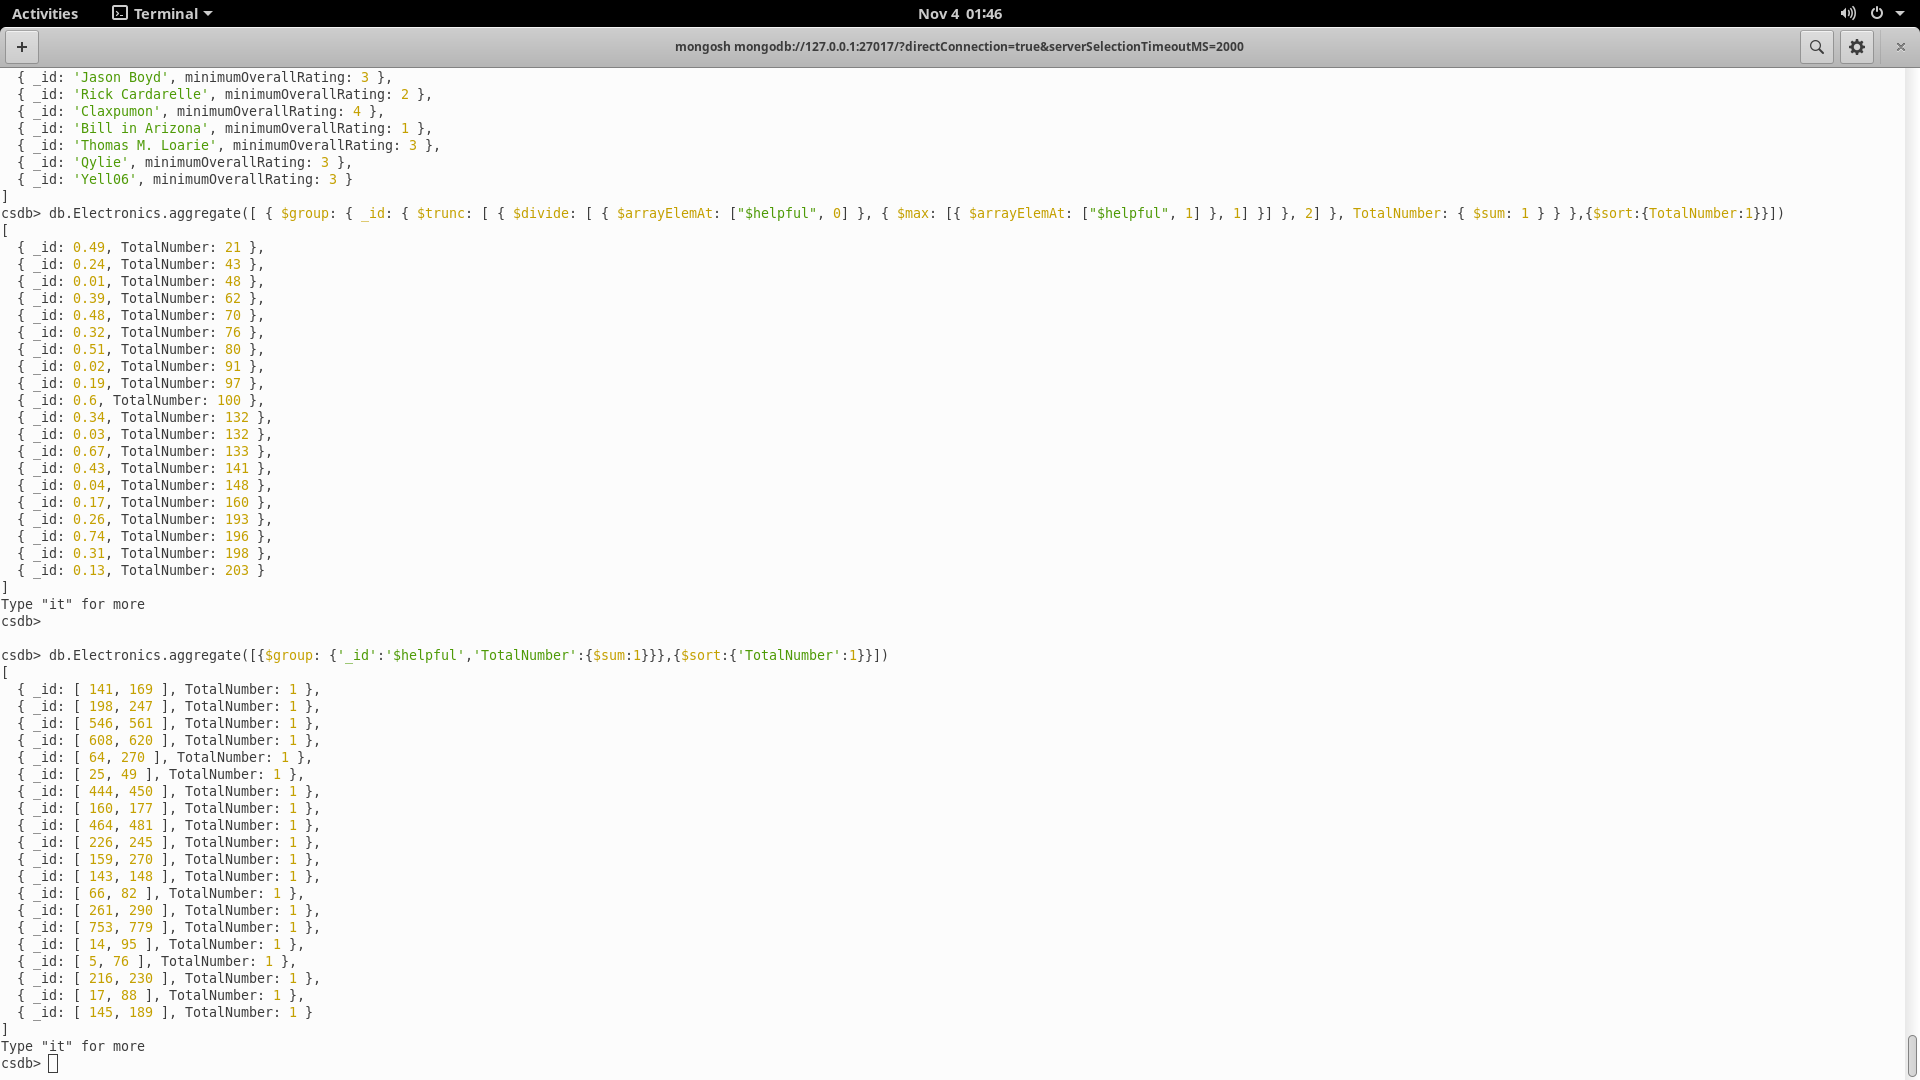 Activities Terminal Nov 4 01:46
+ mongosh mongodb://127.0.0.1:27017/?directConnection=true&serverSelectionTimeoutMS=2000
  { _id: 'Jason Boyd', minimumOverallRating: 3 },
  { _id: 'Rick Cardarelle', minimumOverallRating: 2 },
  { _id: 'Claxpumon', minimumOverallRating: 4 },
  { _id: 'Bill in Arizona', minimumOverallRating: 1 },
  { _id: 'Thomas M. Loarie', minimumOverallRating: 3 },
  { _id: 'Qylie', minimumOverallRating: 3 },
  { _id: 'Yell06', minimumOverallRating: 3 }
]
csdb> db.Electronics.aggregate([ { $group: { _id: { $trunc: [ { $divide: [ { $arrayElemAt: ["$helpful", 0] }, { $max: [{ $arrayElemAt: ["$helpful", 1] }, 1] }] }, 2] }, TotalNumber: { $sum: 1 } } },{$sort:{TotalNumber:1}}])
[
  { _id: 0.49, TotalNumber: 21 },
  { _id: 0.24, TotalNumber: 43 },
  { _id: 0.01, TotalNumber: 48 },
  { _id: 0.39, TotalNumber: 62 },
  { _id: 0.48, TotalNumber: 70 },
  { _id: 0.32, TotalNumber: 76 },
  { _id: 0.51, TotalNumber: 80 },
  { _id: 0.02, TotalNumber: 91 },
  { _id: 0.19, TotalNumber: 97 },
  { _id: 0.6, TotalNumber: 100 },
  { _id: 0.34, TotalNumber: 132 },
  { _id: 0.03, TotalNumber: 132 },
  { _id: 0.67, TotalNumber: 133 },
  { _id: 0.43, TotalNumber: 141 },
  { _id: 0.04, TotalNumber: 148 },
  { _id: 0.17, TotalNumber: 160 },
  { _id: 0.26, TotalNumber: 193 },
  { _id: 0.74, TotalNumber: 196 },
  { _id: 0.31, TotalNumber: 198 },
  { _id: 0.13, TotalNumber: 203 }
]
Type "it" for more
csdb>
csdb> db.Electronics.aggregate([{$group: {'_id':'$helpful','TotalNumber':{$sum:1}}},{$sort:{'TotalNumber':1}}])
[
  { _id: [ 141, 169 ], TotalNumber: 1 },
  { _id: [ 198, 247 ], TotalNumber: 1 },
  { _id: [ 546, 561 ], TotalNumber: 1 },
  { _id: [ 608, 620 ], TotalNumber: 1 },
  { _id: [ 64, 270 ], TotalNumber: 1 },
  { _id: [ 25, 49 ], TotalNumber: 1 },
  { _id: [ 444, 450 ], TotalNumber: 1 },
  { _id: [ 160, 177 ], TotalNumber: 1 },
  { _id: [ 464, 481 ], TotalNumber: 1 },
  { _id: [ 226, 245 ], TotalNumber: 1 },
  { _id: [ 159, 270 ], TotalNumber: 1 },
  { _id: [ 143, 148 ], TotalNumber: 1 },
  { _id: [ 66, 82 ], TotalNumber: 1 },
  { _id: [ 261, 290 ], TotalNumber: 1 },
  { _id: [ 753, 779 ], TotalNumber: 1 },
  { _id: [ 14, 95 ], TotalNumber: 1 },
  { _id: [ 5, 76 ], TotalNumber: 1 },
  { _id: [ 216, 230 ], TotalNumber: 1 },
  { _id: [ 17, 88 ], TotalNumber: 1 },
  { _id: [ 145, 189 ], TotalNumber: 1 }
]
Type "it" for more
csdb>